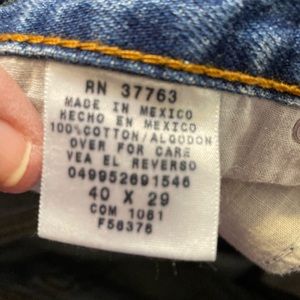 RN 37763
MADE IN MEXICO
HECHO EN MEXICO
100% COTTON/ALGODON
OVER FOR CARE
VEA EL REVERSO
049952691546
40 X 29
COM 1081
F56376